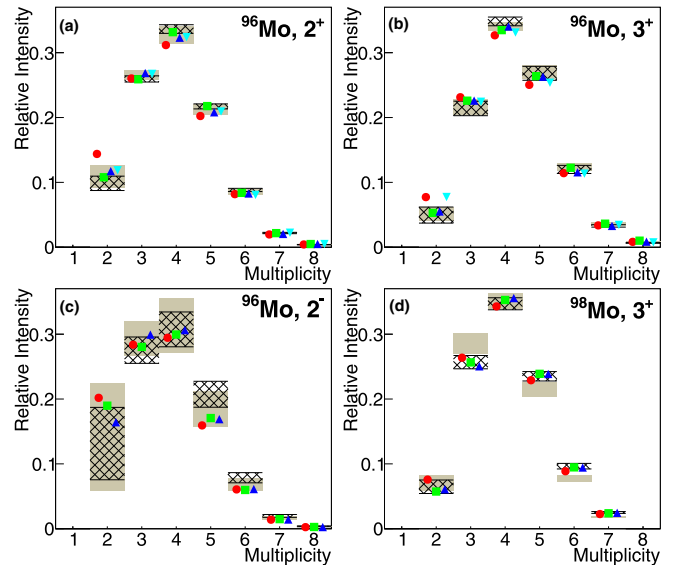 (a) ⁹⁶Mo, 2⁺
Relative Intensity
0.3
0.2
0.1
0
1 2 3 4 5 6 7 8
Multiplicity
(b) ⁹⁶Mo, 3⁺
Relative Intensity
0.3
0.2
0.1
0
1 2 3 4 5 6 7 8
Multiplicity
(c) ⁹⁶Mo, 2⁻
Relative Intensity
0.3
0.2
0.1
0
1 2 3 4 5 6 7 8
Multiplicity
(d) ⁹⁸Mo, 3⁺
Relative Intensity
0.3
0.2
0.1
0
1 2 3 4 5 6 7 8
Multiplicity